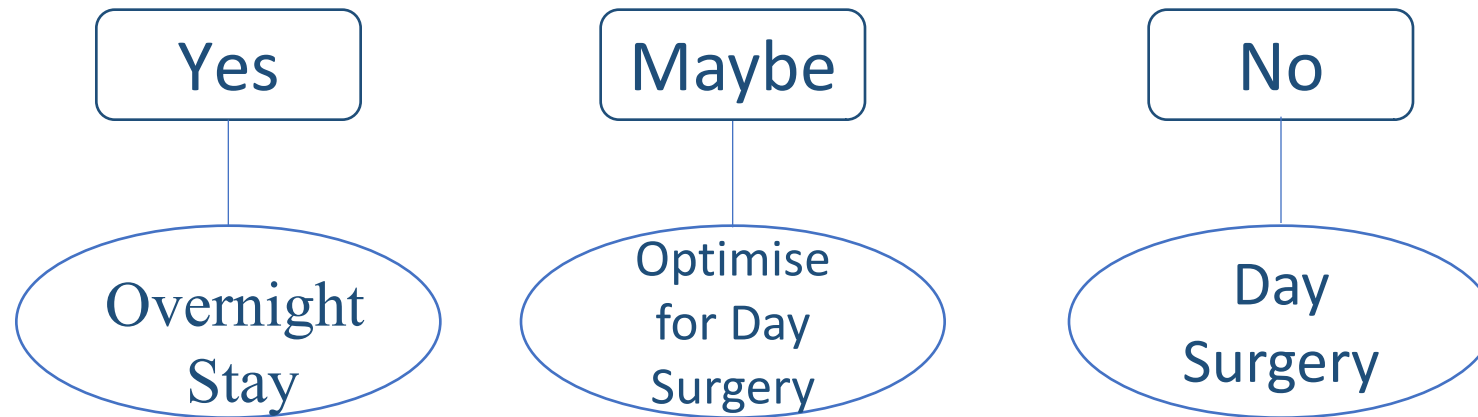 Yes
Maybe
No
Overnight
Stay
Optimise
for Day
Surgery
Day
Surgery